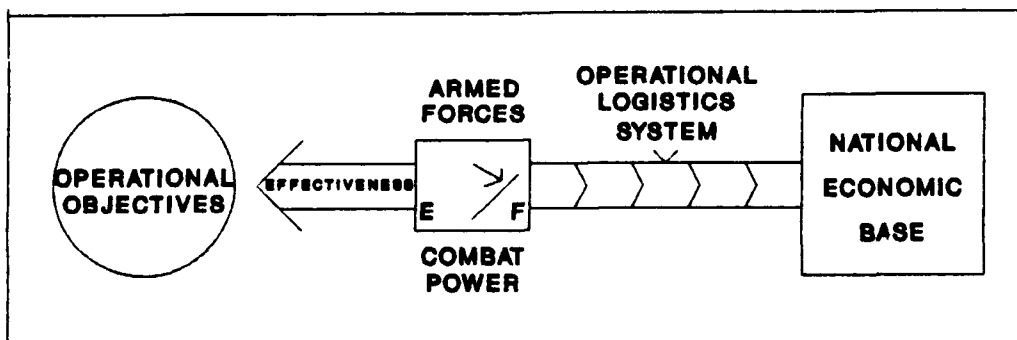 OPERATIONAL
OBJECTIVES
EFFECTIVENESS
ARMED
FORCES
E F
COMBAT
POWER
OPERATIONAL
LOGISTICS
SYSTEM
NATIONAL
ECONOMIC
BASE